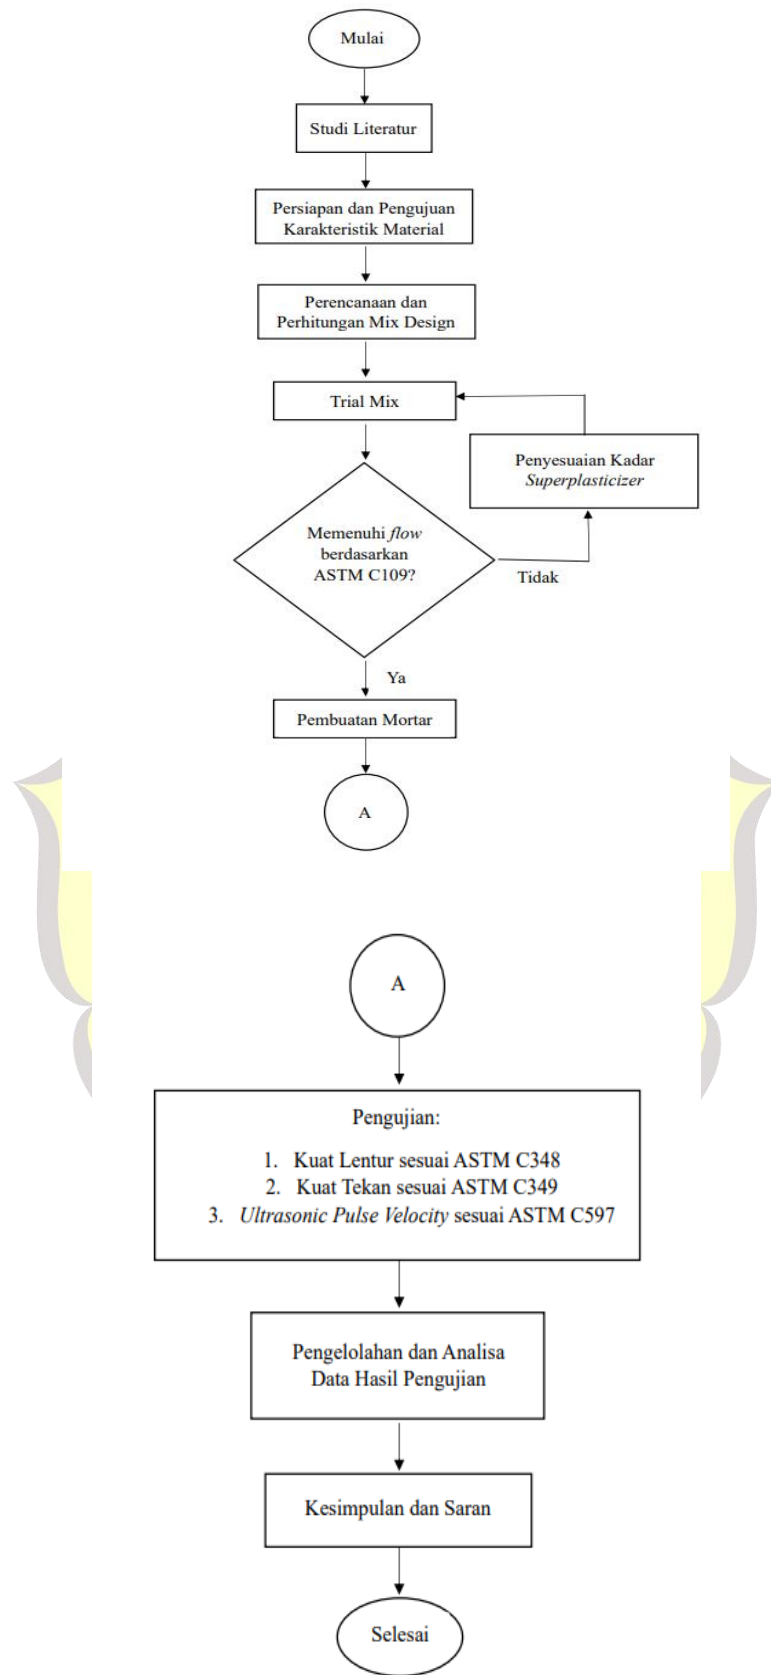 Mulai
Studi Literatur
Persiapan dan Pengujuan
Karakteristik Material
Perencanaan dan
Perhitungan Mix Design
Trial Mix
Penyesuaian Kadar
Superplasticizer
Memenuhi flow
berdasarkan
ASTM C109?
Tidak
Ya
Pembuatan Mortar
A
A
Pengujian:
1. Kuat Lentur sesuai ASTM C348
2. Kuat Tekan sesuai ASTM C349
3. Ultrasonic Pulse Velocity sesuai ASTM C597
Pengelolahan dan Analisa
Data Hasil Pengujian
Kesimpulan dan Saran
Selesai